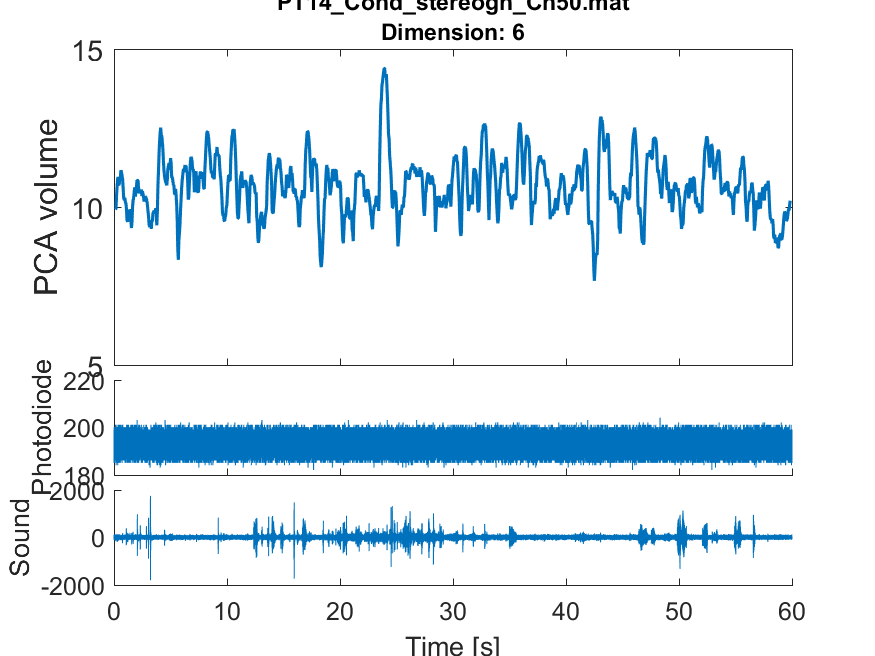 PT14_Cond_stereogn_Ch50.mat
Dimension: 6
15
10
5
PCA volume
220
200
180
Photodiode
2000
0
-2000
Sound
0 10 20 30 40 50 60
Time [s]